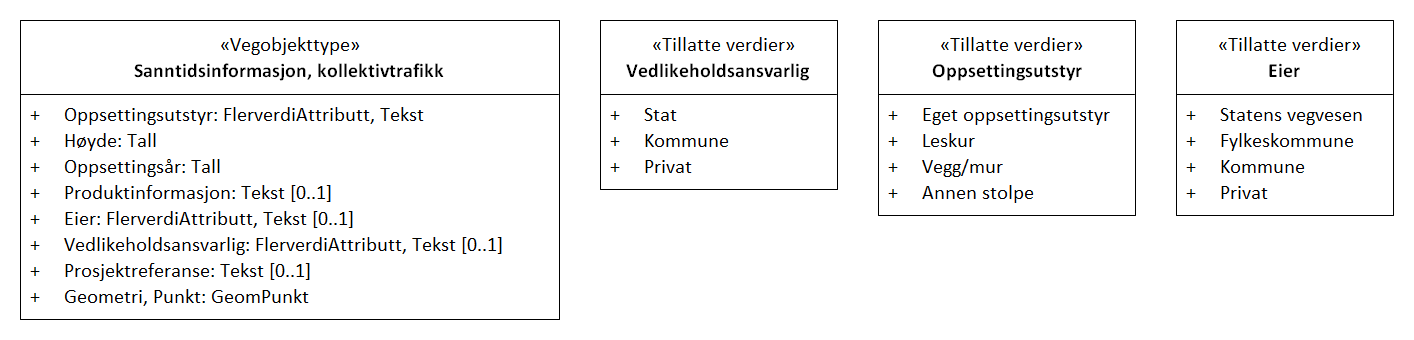 «Vegobjekttype»
Sanntidsinformasjon, kollektivtrafikk
+ Oppsettingsutstyr: FlerverdiAttributt, Tekst
+ Høyde: Tall
+ Oppsettingsår: Tall
+ Produktinformasjon: Tekst [0..1]
+ Eier: FlerverdiAttributt, Tekst [0..1]
+ Vedlikeholdsansvarlig: FlerverdiAttributt, Tekst [0..1]
+ Prosjektreferanse: Tekst [0..1]
+ Geometri, Punkt: GeomPunkt
«Tillatte verdier»
Vedlikeholdsansvarlig
+ Stat
+ Kommune
+ Privat
«Tillatte verdier»
Oppsettingsutstyr
+ Eget oppsettingsutstyr
+ Leskur
+ Vegg/mur
+ Annen stolpe
«Tillatte verdier»
Eier
+ Statens vegvesen
+ Fylkeskommune
+ Kommune
+ Privat